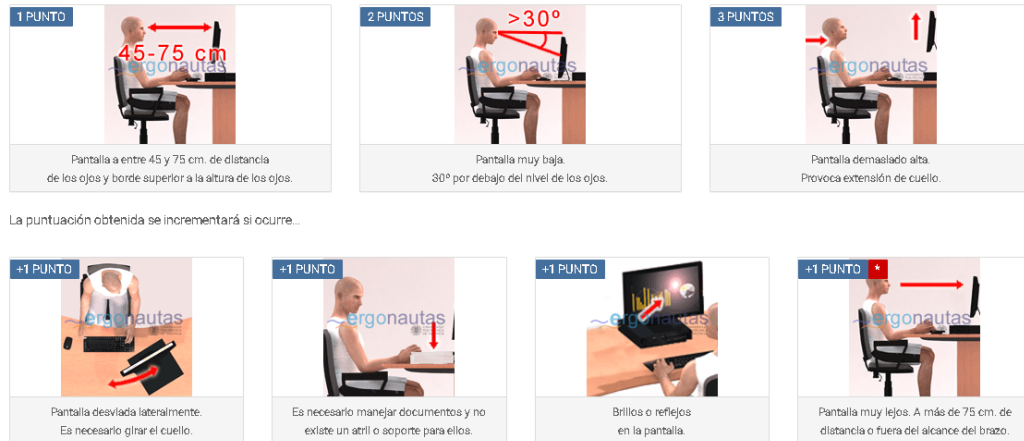 1 PUNTO
2 PUNTOS
3 PUNTOS
45-75 cm
>30º
ergonautas
ergonautas
ergonautas
Pantalla a entre 45 y 75 cm. de distancia
de los ojos y borde superior a la altura de los ojos.
Pantalla muy baja.
30º por debajo del nivel de los ojos.
Pantalla demasiado alta.
Provoca extensión de cuello.
La puntuación obtenida se incrementará si ocurre...
+1 PUNTO
+1 PUNTO
+1 PUNTO
+1 PUNTO *
ergonautas
ergonautas
ergonautas
ergonautas
Pantalla desviada lateralmente.
Es necesario girar el cuello.
Es necesario manejar documentos y no
existe un atril o soporte para ellos.
Brillos o reflejos
en la pantalla.
Pantalla muy lejos. A más de 75 cm. de
distancia o fuera del alcance del brazo.